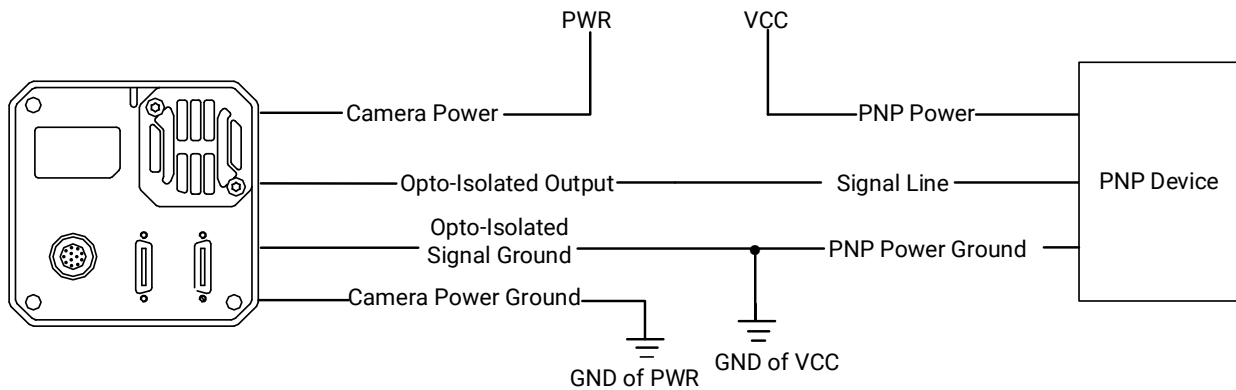 PWR
VCC
Camera Power
PNP Power
Opto-Isolated Output
Signal Line
PNP Device
Opto-Isolated
Signal Ground
PNP Power Ground
Camera Power Ground
GND of PWR
GND of VCC